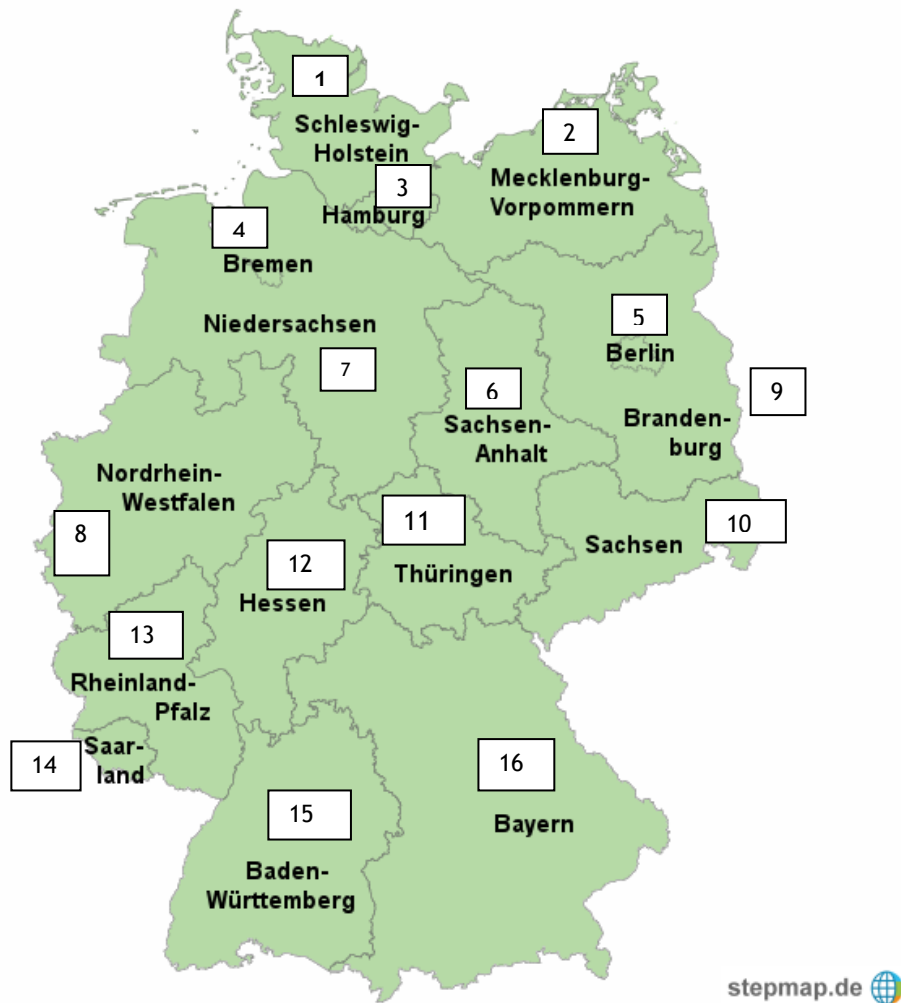 1
Schleswig-
Holstein
2
Mecklenburg-
Vorpommern
3
Hamburg
4
Bremen
Niedersachsen
7
5
Berlin
6
Sachsen-
Anhalt
9
Branden-
burg
Nordrhein-
Westfalen
8
11
Thüringen
10
Sachsen
12
Hessen
13
Rheinland-
Pfalz
14
Saar-
land
16
Bayern
15
Baden-
Württemberg
stepmap.de